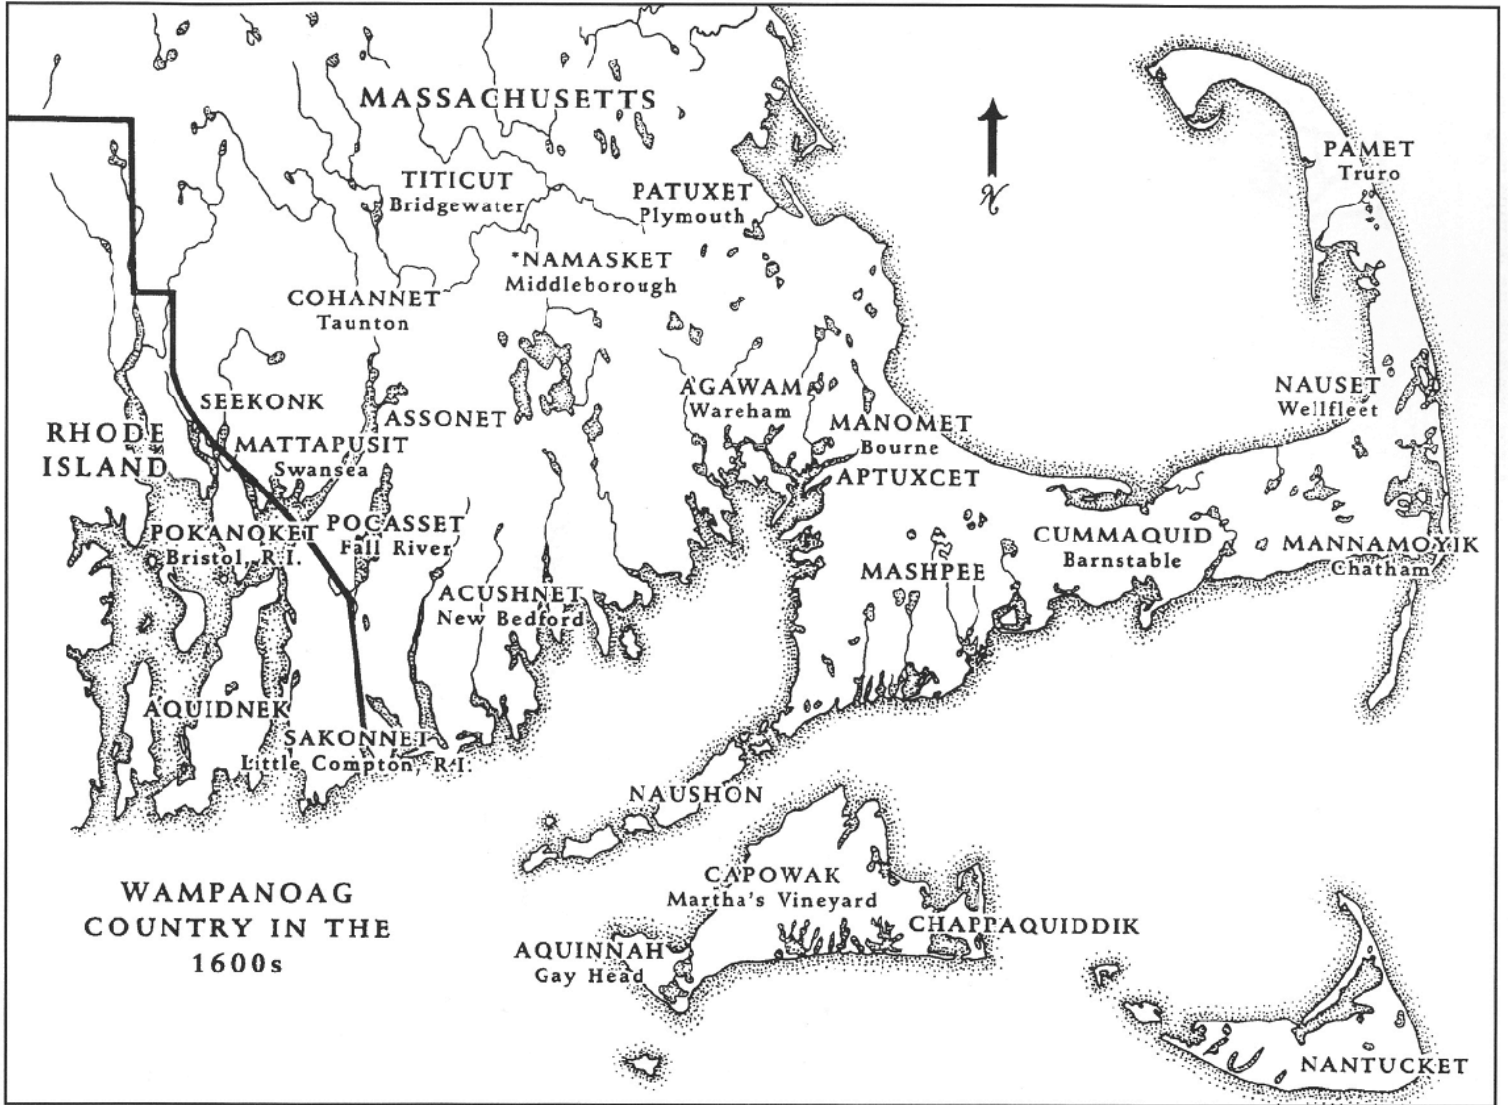 MASSACHUSETTS
PAMET
Truro
TITICUT
Bridgewater
PATUXET
Plymouth
N
*NAMASKET
Middleborough
COHANNET
Taunton
SEEKONK
ASSONET
AGAWAM
Wareham
NAUSET
Wellfleet
MANOMET
Bourne
RHODE
ISLAND
MATTAPUSIT
Swansea
APTUXCET
POKANOKET
Bristol, R.I.
POCASSET
Fall River
CUMMAQUID
Barnstable
MANNAMOYIK
Chatham
MASHPEE
ACUSHNET
New Bedford
AQUIDNEK
SAKONNET
Little Compton, R.I.
NAUSHON
CAPOWAK
Martha's Vineyard
CHAPPAQUIDDIK
AQUINNAH
Gay Head
WAMPANOAG
COUNTRY IN THE
1600s
NANTUCKET